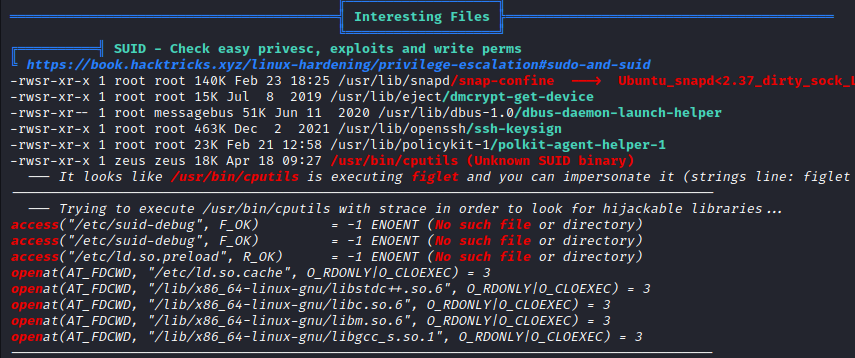 Interesting Files
SUID - Check easy privesc, exploits and write perms
https://book.hacktricks.xyz/linux-hardening/privilege-escalation#sudo-and-suid
-rwsr-xr-x 1 root root 140K Feb 23 18:25 /usr/lib/snapd/snap-confine ---> Ubuntu_snapd<2.37_dirty_sock_L
-rwsr-xr-x 1 root root 15K Jul 8 2019 /usr/lib/eject/dmcrypt-get-device
-rwsr-xr-- 1 root messagebus 51K Jun 11 2020 /usr/lib/dbus-1.0/dbus-daemon-launch-helper
-rwsr-xr-x 1 root root 463K Dec 2 2021 /usr/lib/openssh/ssh-keysign
-rwsr-xr-x 1 root root 23K Feb 21 12:58 /usr/lib/policykit-1/polkit-agent-helper-1
-rwsr-xr-x 1 zeus zeus 18K Apr 18 09:27 /usr/bin/cputils (Unknown SUID binary)
--- It looks like /usr/bin/cputils is executing figlet and you can impersonate it (strings line: figlet
--- Trying to execute /usr/bin/cputils with strace in order to look for hijackable libraries...
access("/etc/suid-debug", F_OK) = -1 ENOENT (No such file or directory)
access("/etc/suid-debug", F_OK) = -1 ENOENT (No such file or directory)
access("/etc/ld.so.preload", R_OK) = -1 ENOENT (No such file or directory)
openat(AT_FDCWD, "/etc/ld.so.cache", O_RDONLY|O_CLOEXEC) = 3
openat(AT_FDCWD, "/lib/x86_64-linux-gnu/libstdc++.so.6", O_RDONLY|O_CLOEXEC) = 3
openat(AT_FDCWD, "/lib/x86_64-linux-gnu/libc.so.6", O_RDONLY|O_CLOEXEC) = 3
openat(AT_FDCWD, "/lib/x86_64-linux-gnu/libm.so.6", O_RDONLY|O_CLOEXEC) = 3
openat(AT_FDCWD, "/lib/x86_64-linux-gnu/libgcc_s.so.1", O_RDONLY|O_CLOEXEC) = 3